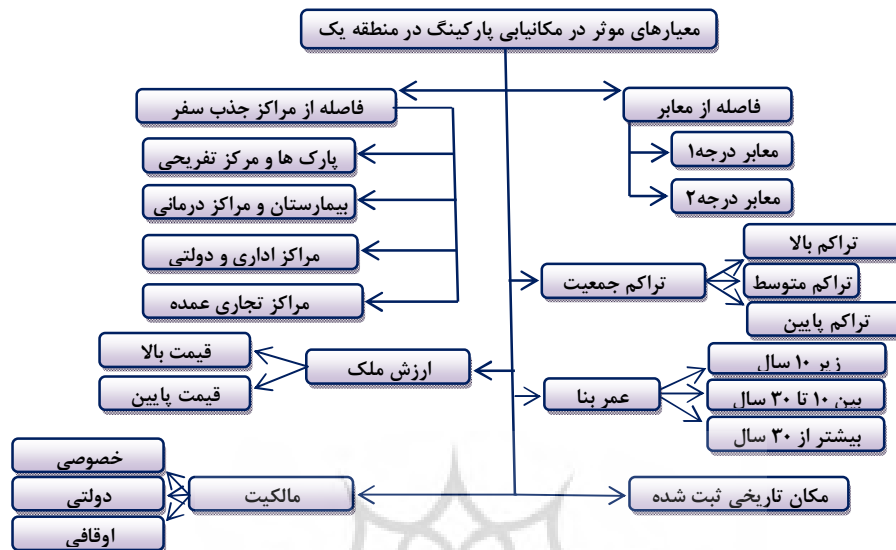 معیارهای موثر در مکانیابی پارکینگ در منطقه یک
فاصله از معابر
معابر درجه۱
معابر درجه۲
فاصله از مراکز جذب سفر
پارک ها و مرکز تفریحی
بیمارستان و مراکز درمانی
مراکز اداری و دولتی
مراکز تجاری عمده
تراکم جمعیت
تراکم بالا
تراکم متوسط
تراکم پایین
ارزش ملک
قیمت بالا
قیمت پایین
عمر بنا
زیر ۱۰ سال
بین ۱۰ تا ۳۰ سال
بیشتر از ۳۰ سال
مکان تاریخی ثبت شده
مالکیت
خصوصی
دولتی
اوقافی